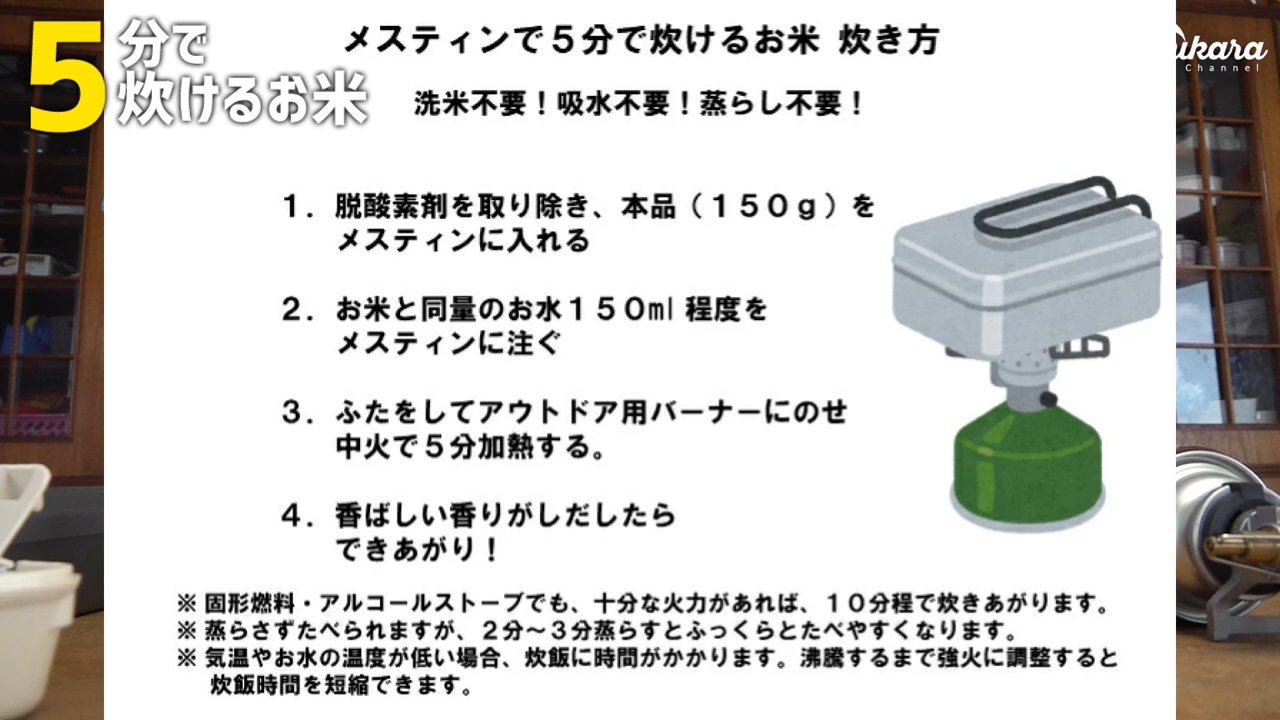 5分で
炊けるお米
メスティンで５分で炊けるお米 炊き方
洗米不要！吸水不要！蒸らし不要！
１．脱酸素剤を取り除き、本品（１５０ｇ）を
メスティンに入れる
２．お米と同量のお水１５０ml 程度を
メスティンに注ぐ
３．ふたをしてアウトドア用バーナーにのせ
中火で５分加熱する。
４．香ばしい香りがしだしたら
できあがり！
※ 固形燃料・アルコールストーブでも、十分な火力があれば、１０分程で炊きあがります。
※ 蒸らさずたべられますが、２分～３分蒸らすとふっくらとたべやすくなります。
※ 気温やお水の温度が低い場合、炊飯に時間がかかります。沸騰するまで強火に調整すると
炊飯時間を短縮できます。
ukara
Channel